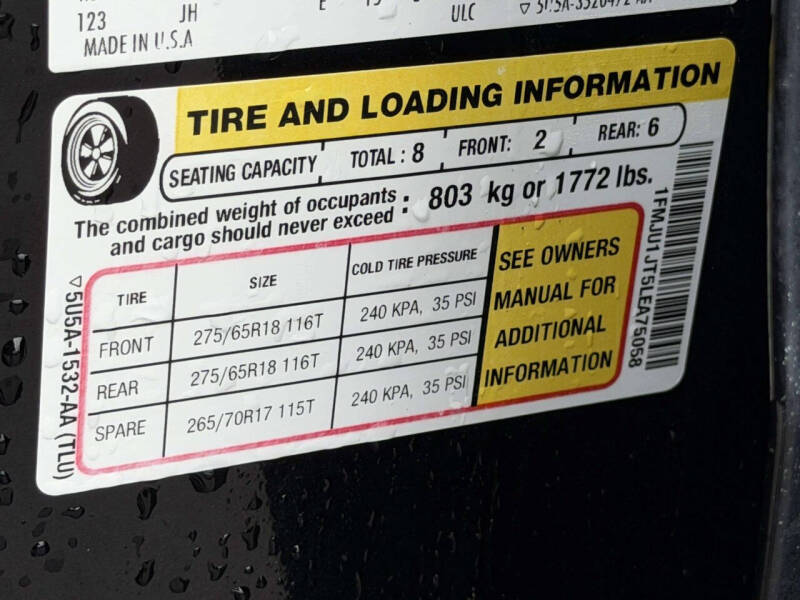 123 JH E ULC
MADE IN U.S.A
TIRE AND LOADING INFORMATION
SEATING CAPACITY TOTAL : 8 FRONT: 2 REAR: 6
The combined weight of occupants
and cargo should never exceed : 803 kg or 1772 lbs.
TIRE SIZE COLD TIRE PRESSURE
FRONT 275/65R18 116T 240 KPA, 35 PSI
REAR 275/65R18 116T 240 KPA, 35 PSI
SPARE 265/70R17 115T 240 KPA, 35 PSI
SEE OWNERS
MANUAL FOR
ADDITIONAL
INFORMATION
5U5A-1532-AA (TLU)
1FMJU1JT5LEA75058